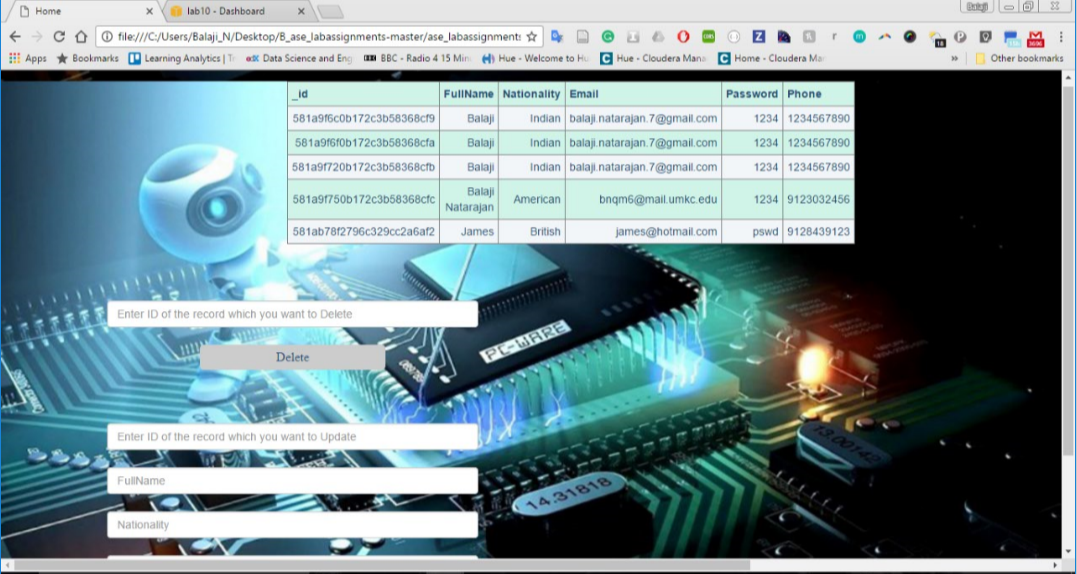 Home
lab10 - Dashboard
Balaji
file:///C:/Users/Balaji_N/Desktop/B_ase_labassignments-master/ase_labassignment
Apps Bookmarks Learning Analytics | Data Science and Eng BBC - Radio 4 15 Min Hue - Welcome to Hu Hue - Cloudera Mana Home - Cloudera Ma » Other bookmarks
_id FullName Nationality Email Password Phone
581a9f6c0b172c3b58368cf9 Balaji Indian balaji.natarajan.7@gmail.com 1234 1234567890
581a9f6f0b172c3b58368cfa Balaji Indian balaji.natarajan.7@gmail.com 1234 1234567890
581a9f720b172c3b58368cfb Balaji Indian balaji.natarajan.7@gmail.com 1234 1234567890
581a9f750b172c3b58368cfc Balaji Natarajan American bnqm6@mail.umkc.edu 1234 9123032456
581ab78f2796c329cc2a6af2 James British james@hotmail.com pswd 9128439123
Enter ID of the record which you want to Delete
PC-WARE
Delete
Enter ID of the record which you want to Update
13.00142
FullName
14.31818
Nationality